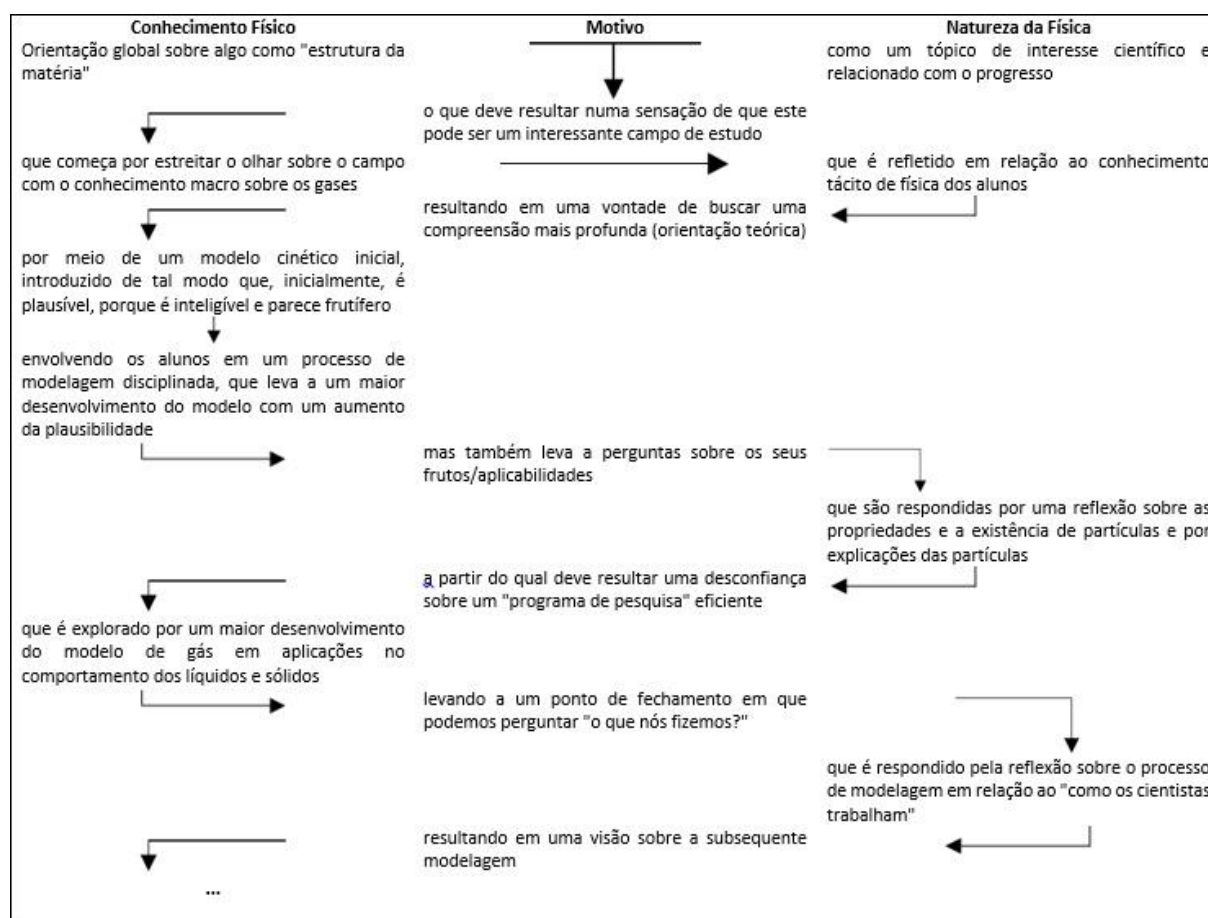 Conhecimento Físico
Motivo
Natureza da Física
Orientação global sobre algo como "estrutura da
matéria"
como um tópico de interesse científico e
relacionado com o progresso
o que deve resultar numa sensação de que este
pode ser um interessante campo de estudo
que começa por estreitar o olhar sobre o campo
com o conhecimento macro sobre os gases
que é refletido em relação ao conhecimento
tácito de física dos alunos
resultando em uma vontade de buscar uma
compreensão mais profunda (orientação teórica)
por meio de um modelo cinético inicial,
introduzido de tal modo que, inicialmente, é
plausível, porque é inteligível e parece frutífero
envolvendo os alunos em um processo de
modelagem disciplinada, que leva a um maior
desenvolvimento do modelo com um aumento
da plausibilidade
mas também leva a perguntas sobre os seus
frutos/aplicabilidades
que são respondidas por uma reflexão sobre as
propriedades e a existência de partículas e por
explicações das partículas
a partir do qual deve resultar uma desconfiança
sobre um "programa de pesquisa" eficiente
que é explorado por um maior desenvolvimento
do modelo de gás em aplicações no
comportamento dos líquidos e sólidos
levando a um ponto de fechamento em que
podemos perguntar "o que nós fizemos?"
que é respondido pela reflexão sobre o processo
de modelagem em relação ao "como os cientistas
trabalham"
resultando em uma visão sobre a subsequente
modelagem
...